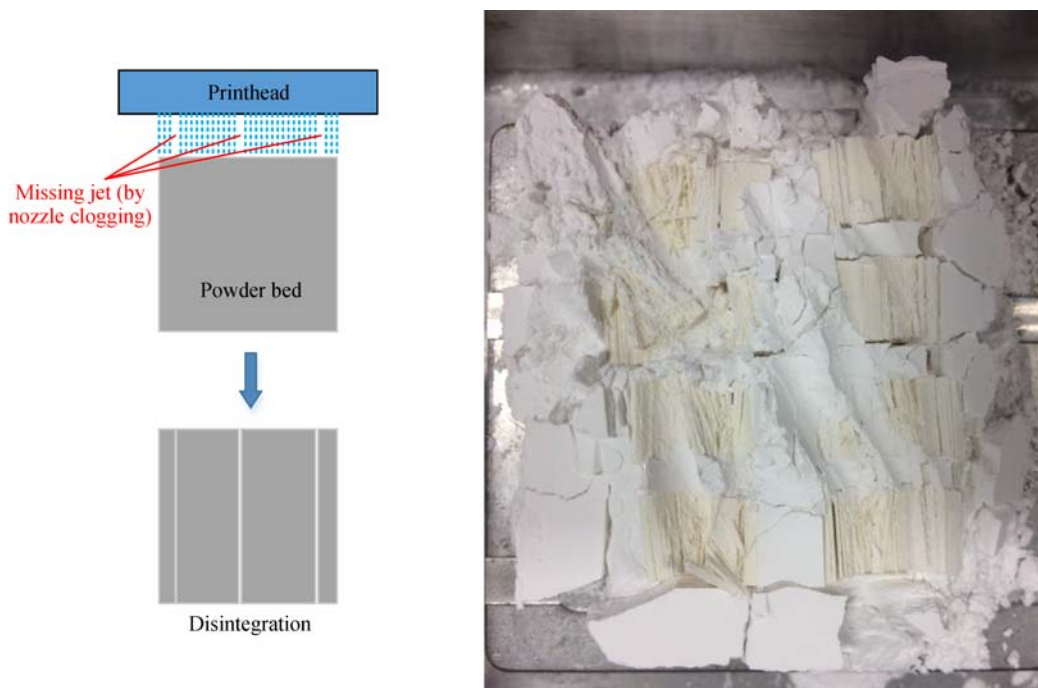 Printhead
Missing jet (by
nozzle clogging)
Powder bed
Disintegration